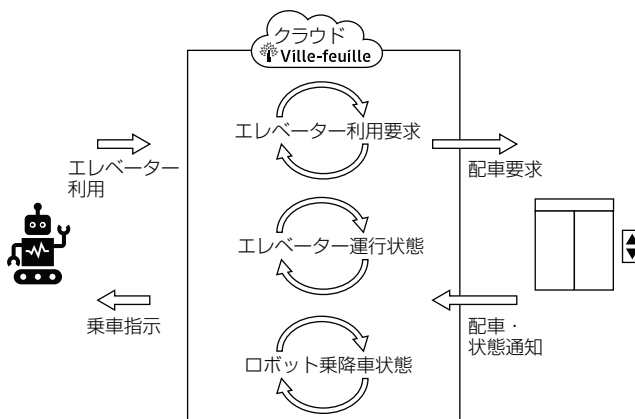 クラウド
Ville-feuille
エレベーター利用要求
エレベーター
利用
配車要求
エレベーター運行状態
乗車指示
配車・
状態通知
ロボット乗降車状態